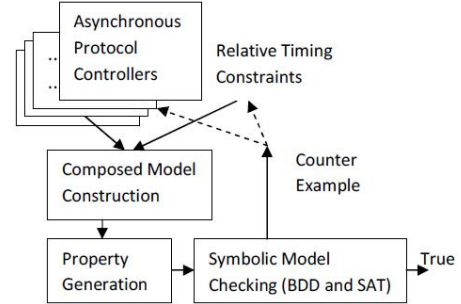 Asynchronous
Protocol
Controllers
..
..
Relative Timing
Constraints
Composed Model
Construction
Counter
Example
Property
Generation
Symbolic Model
Checking (BDD and SAT)
True